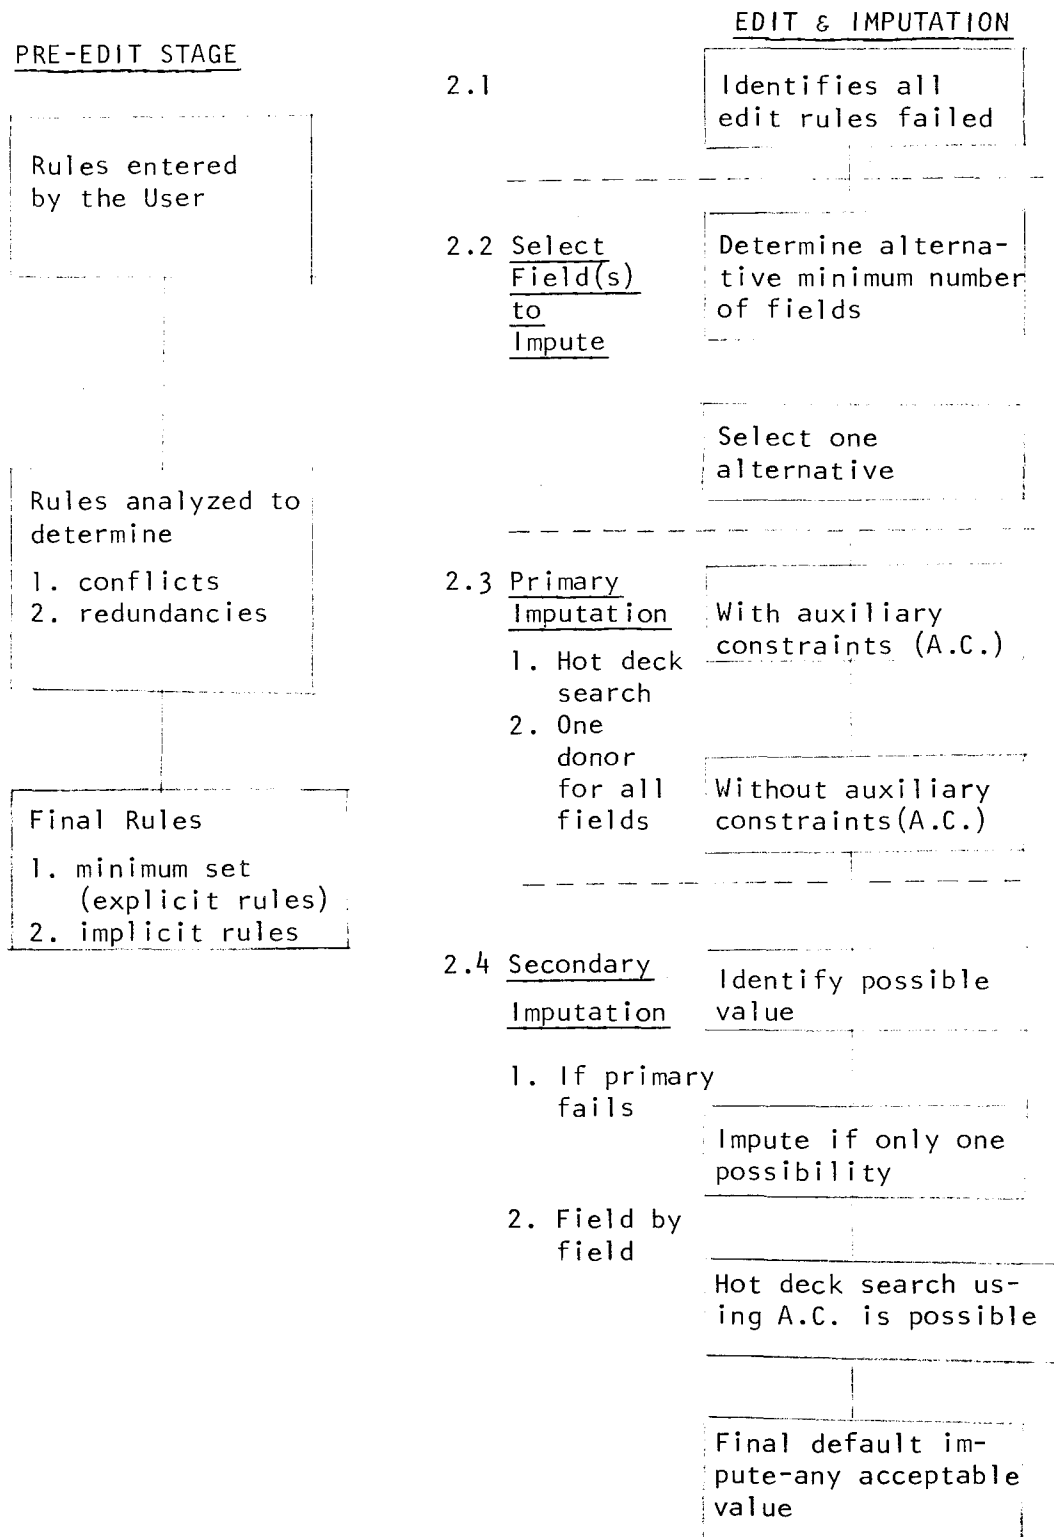 PRE-EDIT STAGE
Rules entered
by the User
Rules analyzed to
determine
1. conflicts
2. redundancies
Final Rules
1. minimum set
(explicit rules)
2. implicit rules
EDIT & IMPUTATION
2.1
Identifies all
edit rules failed
2.2 Select
Field(s)
to
Impute
Determine alterna-
tive minimum number
of fields
Select one
alternative
2.3 Primary
Imputation
1. Hot deck
search
2. One
donor
for all
fields
With auxiliary
constraints (A.C.)
Without auxiliary
constraints(A.C.)
2.4 Secondary
Imputation
1. If primary
fails
2. Field by
field
Identify possible
value
Impute if only one
possibility
Hot deck search us-
ing A.C. is possible
Final default im-
pute-any acceptable
value